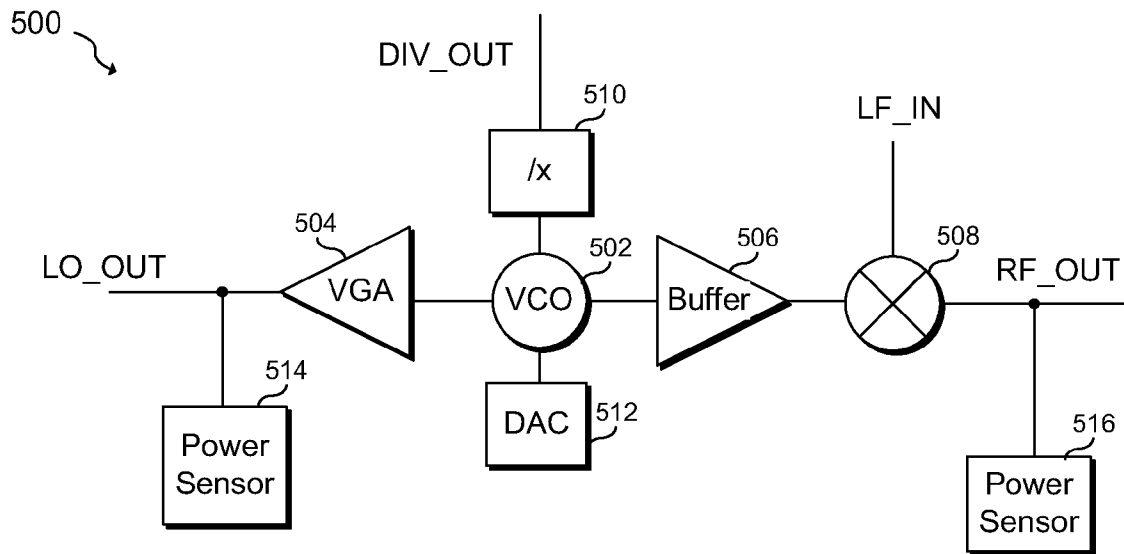 500
DIV_OUT
510
LF_IN
/x
504
502
506
508
LO_OUT
VGA
VCO
Buffer
RF_OUT
514
DAC
512
516
Power
Sensor
Power
Sensor